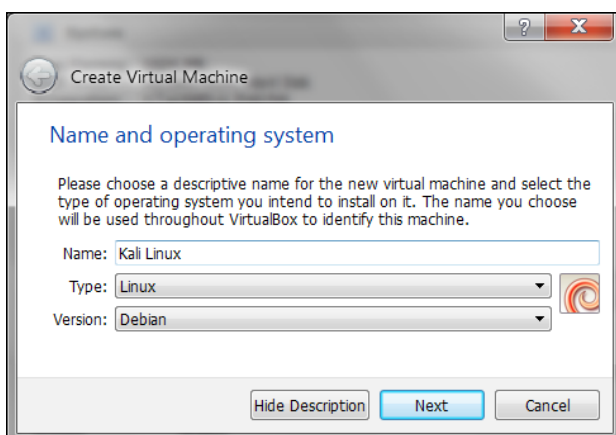 Create Virtual Machine
Name and operating system
Please choose a descriptive name for the new virtual machine and select the
type of operating system you intend to install on it. The name you choose
will be used throughout VirtualBox to identify this machine.
Name: Kali Linux
Type: Linux
Version: Debian
Hide Description Next Cancel